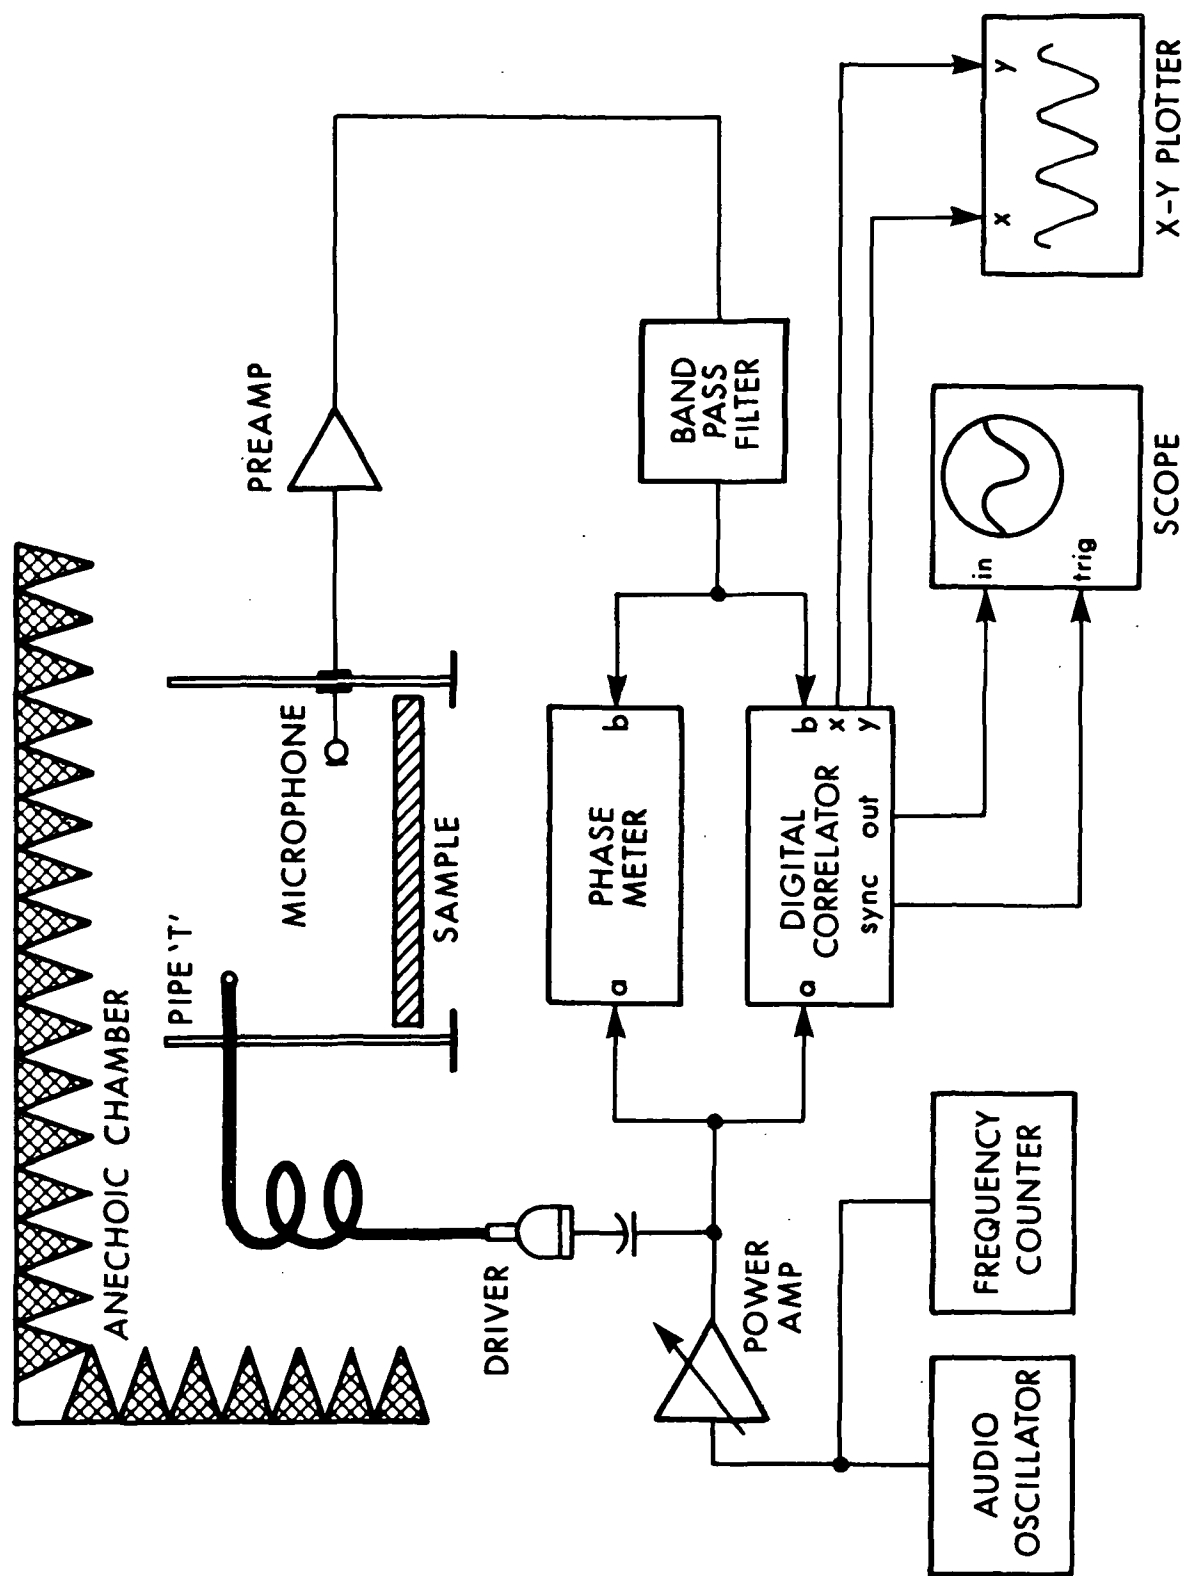 ANECHOIC CHAMBER
PIPE 'T'
MICROPHONE
PREAMP
SAMPLE
DRIVER
PHASE
METER
a
b
BAND
PASS
FILTER
POWER
AMP
DIGITAL
CORRELATOR
a
b
x
y
sync out
AUDIO
OSCILLATOR
FREQUENCY
COUNTER
in
trig
SCOPE
x
y
X-Y PLOTTER